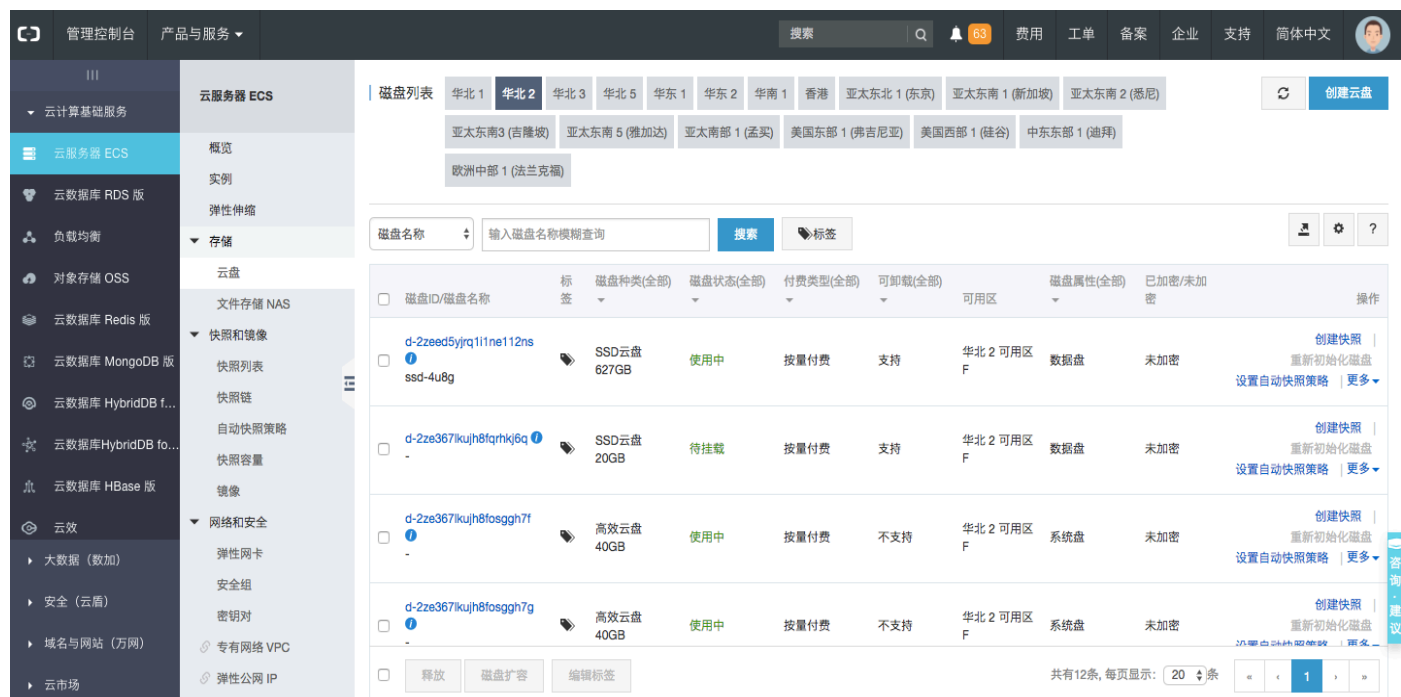 管理控制台 产品与服务 搜索 63 费用 工单 备案 企业 支持 简体中文
云计算基础服务
云服务器 ECS
云数据库 RDS 版
负载均衡
对象存储 OSS
云数据库 Redis 版
云数据库 MongoDB 版
云数据库 HybridDB f...
云数据库HybridDB fo...
云数据库 HBase 版
云效
大数据（数加）
安全（云盾）
域名与网站（万网）
云市场
云服务器 ECS
概览
实例
弹性伸缩
存储
云盘
文件存储 NAS
快照和镜像
快照列表
快照链
自动快照策略
快照容量
镜像
网络和安全
弹性网卡
安全组
密钥对
专有网络 VPC
弹性公网 IP
磁盘列表 华北 1 华北 2 华北 3 华北 5 华东 1 华东 2 华南 1 香港 亚太东北 1 (东京) 亚太东南 1 (新加坡) 亚太东南 2 (悉尼) 创建云盘
亚太东南3 (吉隆坡) 亚太东南 5 (雅加达) 亚太南部 1 (孟买) 美国东部 1 (弗吉尼亚) 美国西部 1 (硅谷) 中东东部 1 (迪拜)
欧洲中部 1 (法兰克福)
磁盘名称 输入磁盘名称模糊查询 搜索 标签 ?
磁盘ID/磁盘名称 标签 磁盘种类(全部) 磁盘状态(全部) 付费类型(全部) 可卸载(全部) 可用区 磁盘属性(全部) 已加密/未加密 操作
d-2zeed5yjrq1i1ne112ns
ssd-4u8g
SSD云盘
627GB
使用中 按量付费 支持
华北 2 可用区
F
数据盘 未加密
创建快照 |
重新初始化磁盘
设置自动快照策略 | 更多
d-2ze367lkujh8fqrhkj6q
-
SSD云盘
20GB
待挂载 按量付费 支持
华北 2 可用区
F
数据盘 未加密
创建快照 |
重新初始化磁盘
设置自动快照策略 | 更多
d-2ze367lkujh8fosggh7f
-
高效云盘
40GB
使用中 按量付费 不支持
华北 2 可用区
F
系统盘 未加密
创建快照 |
重新初始化磁盘
设置自动快照策略 | 更多
d-2ze367lkujh8fosggh7g
-
高效云盘
40GB
使用中 按量付费 不支持
华北 2 可用区
F
系统盘 未加密
创建快照 |
重新初始化磁盘
设置自动快照策略 | 更多
释放 磁盘扩容 编辑标签 共有12条, 每页显示: 20 条 « ‹ 1 › »
咨询·建议